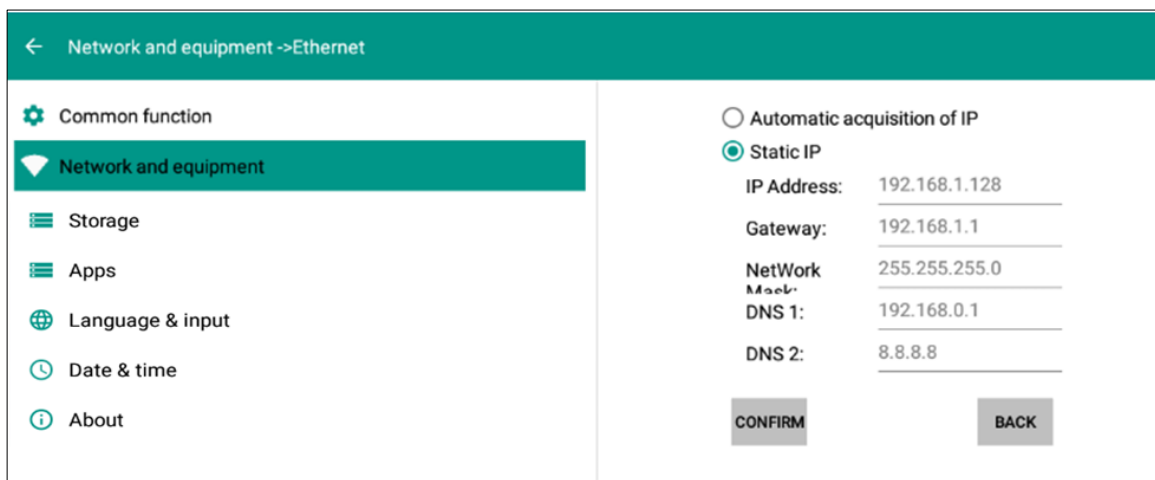 Network and equipment ->Ethernet
Common function
Network and equipment
Storage
Apps
Language & input
Date & time
About
Automatic acquisition of IP
Static IP
IP Address: 192.168.1.128
Gateway: 192.168.1.1
NetWork 255.255.255.0
Mask:
DNS 1: 192.168.0.1
DNS 2: 8.8.8.8
CONFIRM BACK